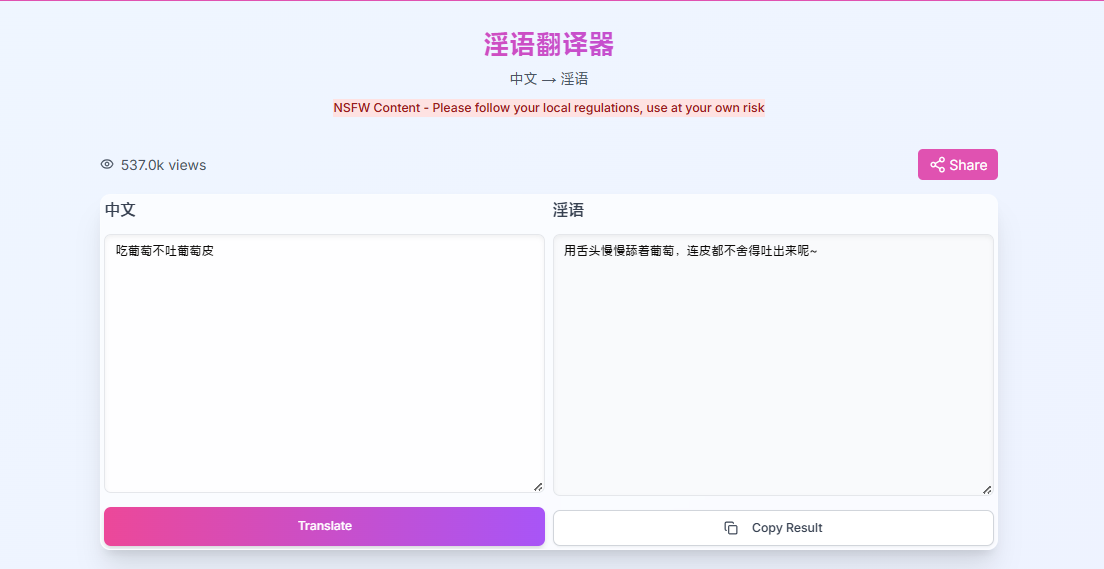 淫语翻译器
中文 → 淫语
NSFW Content - Please follow your local regulations, use at your own risk
537.0k views
Share
中文
淫语
吃葡萄不吐葡萄皮
用舌头慢慢舔着葡萄，连皮都不舍得吐出来呢~
Translate
Copy Result